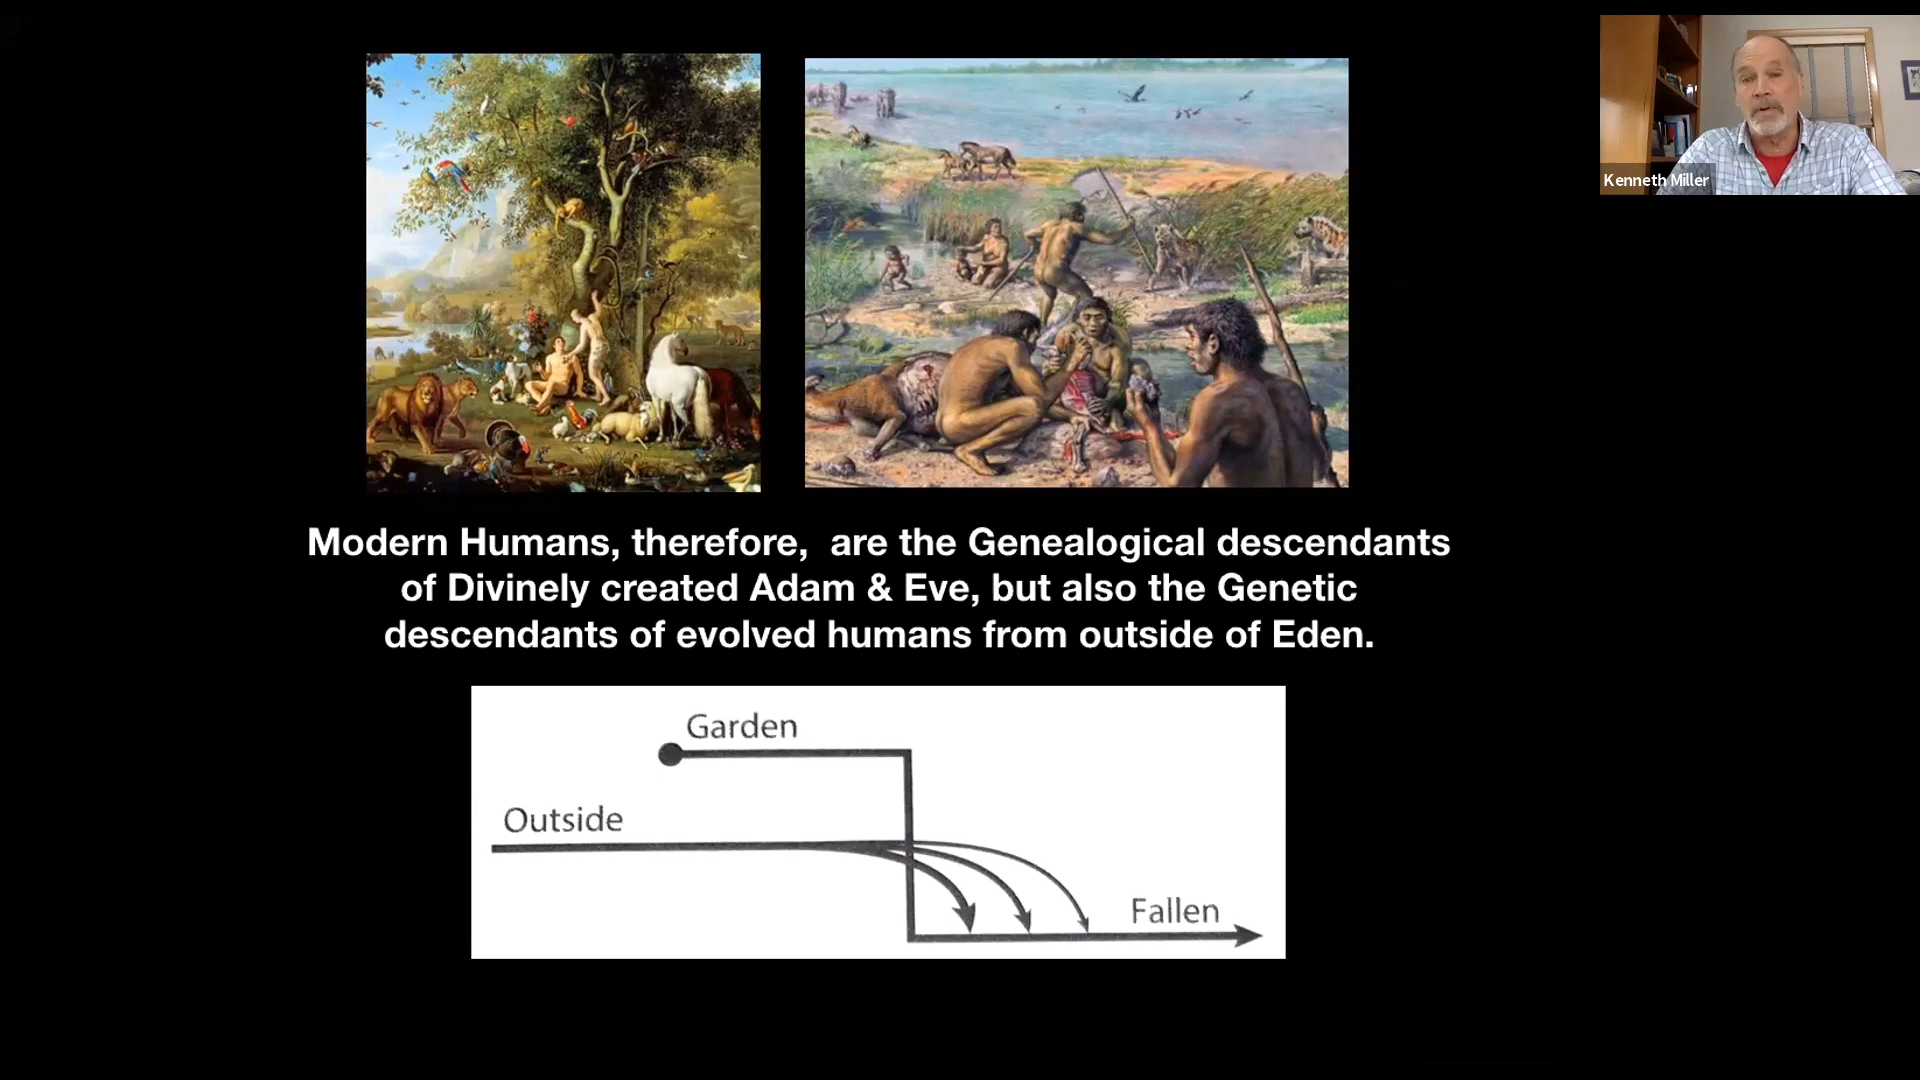 Kenneth Miller
Modern Humans, therefore,  are the Genealogical descendants
of Divinely created Adam & Eve, but also the Genetic
descendants of evolved humans from outside of Eden.
Garden
Outside
Fallen